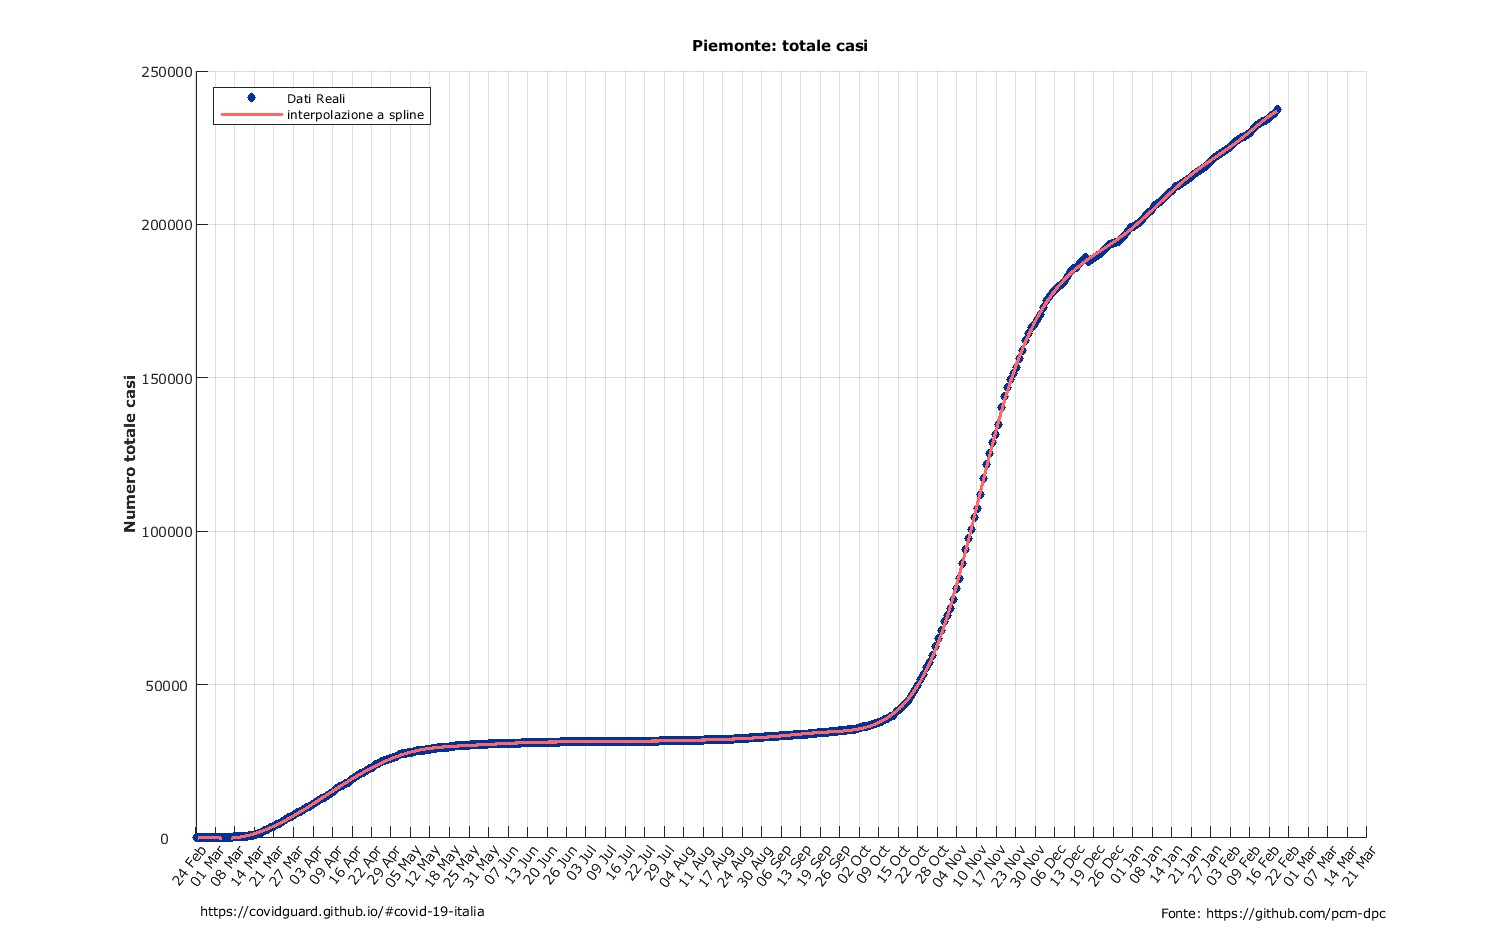 Piemonte: totale casi
Dati Reali
interpolazione a spline
Numero totale casi
250000
200000
150000
100000
50000
0
24 Feb
01 Mar
08 Mar
14 Mar
21 Mar
27 Mar
03 Apr
09 Apr
16 Apr
22 Apr
29 Apr
05 May
12 May
18 May
25 May
31 May
07 Jun
13 Jun
20 Jun
26 Jun
03 Jul
09 Jul
16 Jul
22 Jul
29 Jul
04 Aug
11 Aug
17 Aug
24 Aug
30 Aug
06 Sep
13 Sep
19 Sep
26 Sep
02 Oct
09 Oct
15 Oct
22 Oct
28 Oct
04 Nov
10 Nov
17 Nov
23 Nov
30 Nov
06 Dec
13 Dec
19 Dec
26 Dec
01 Jan
08 Jan
14 Jan
21 Jan
27 Jan
03 Feb
09 Feb
16 Feb
22 Feb
01 Mar
07 Mar
14 Mar
21 Mar
https://covidguard.github.io/#covid-19-italia
Fonte: https://github.com/pcm-dpc